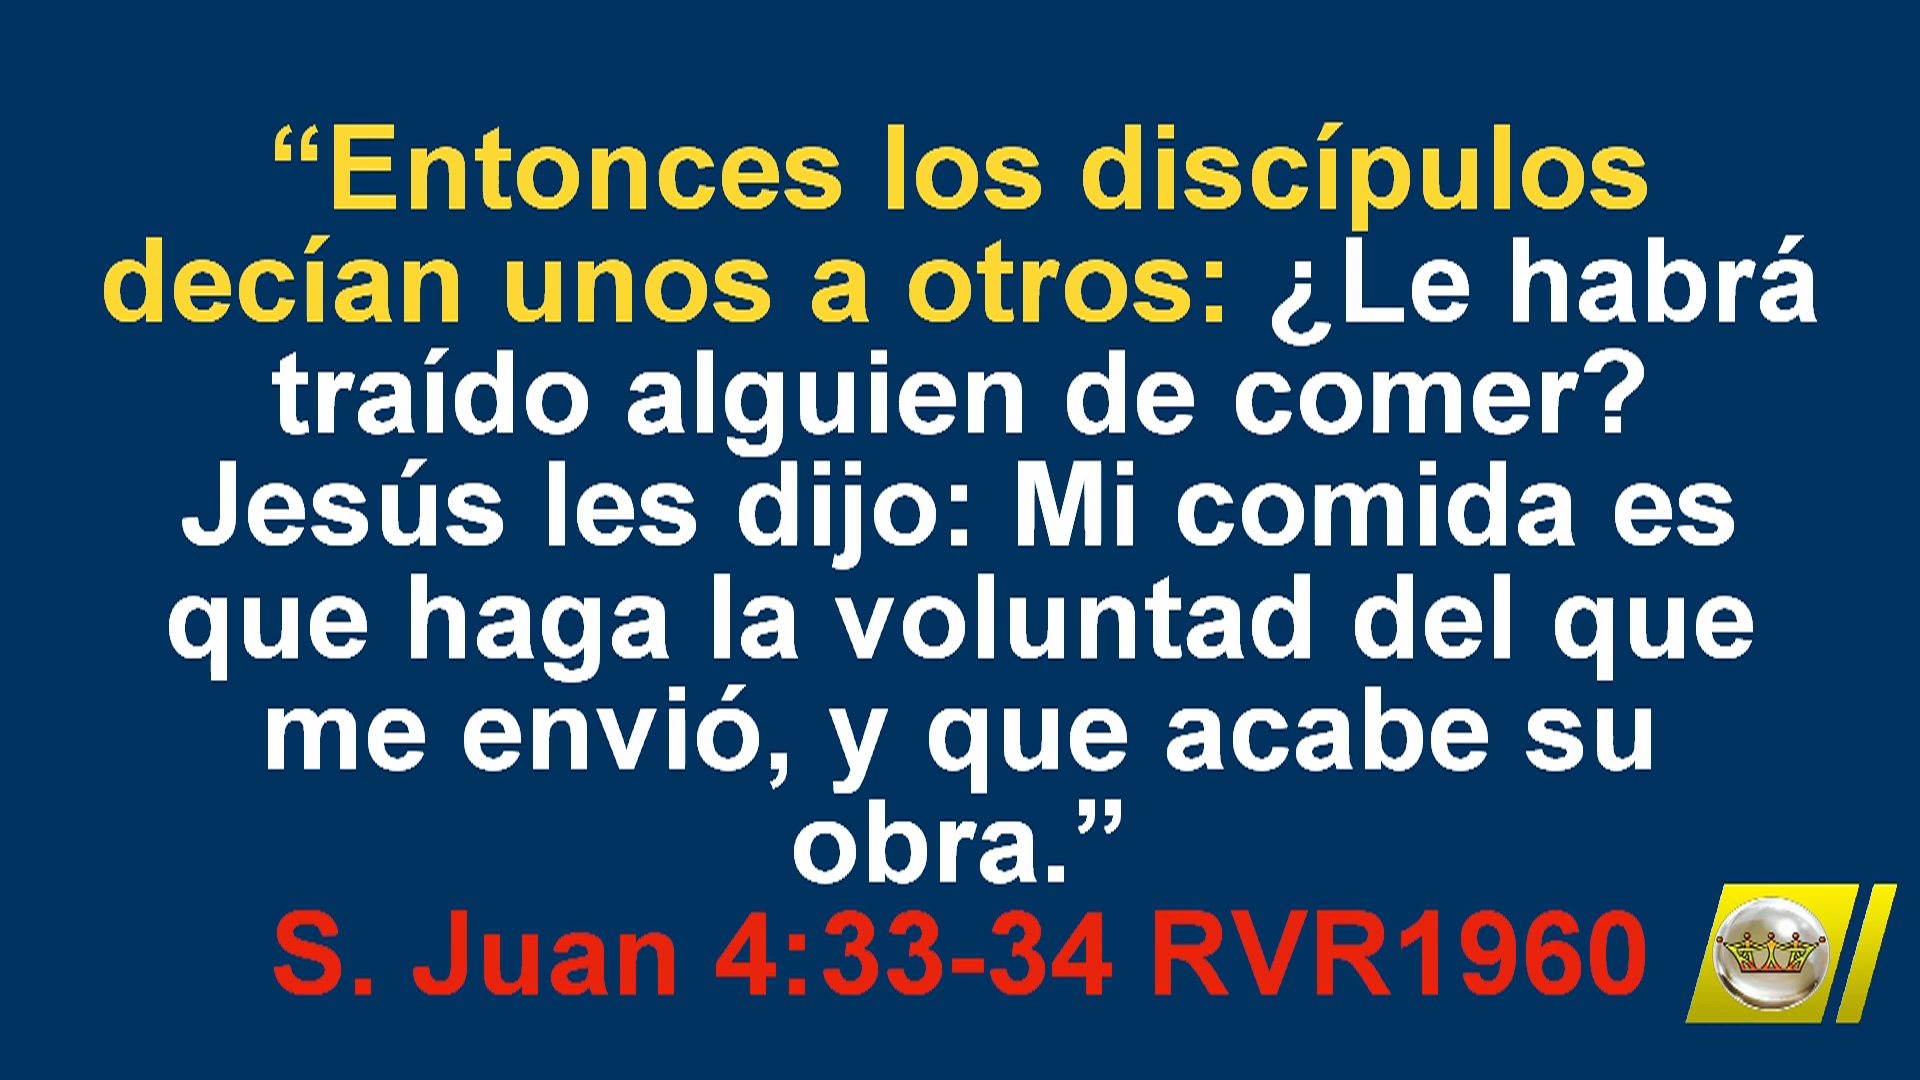 “Entonces los discípulos
decían unos a otros: ¿Le habrá
traído alguien de comer?
Jesús les dijo: Mi comida es
que haga la voluntad del que
me envió, y que acabe su
obra.”
S. Juan 4:33-34 RVR1960